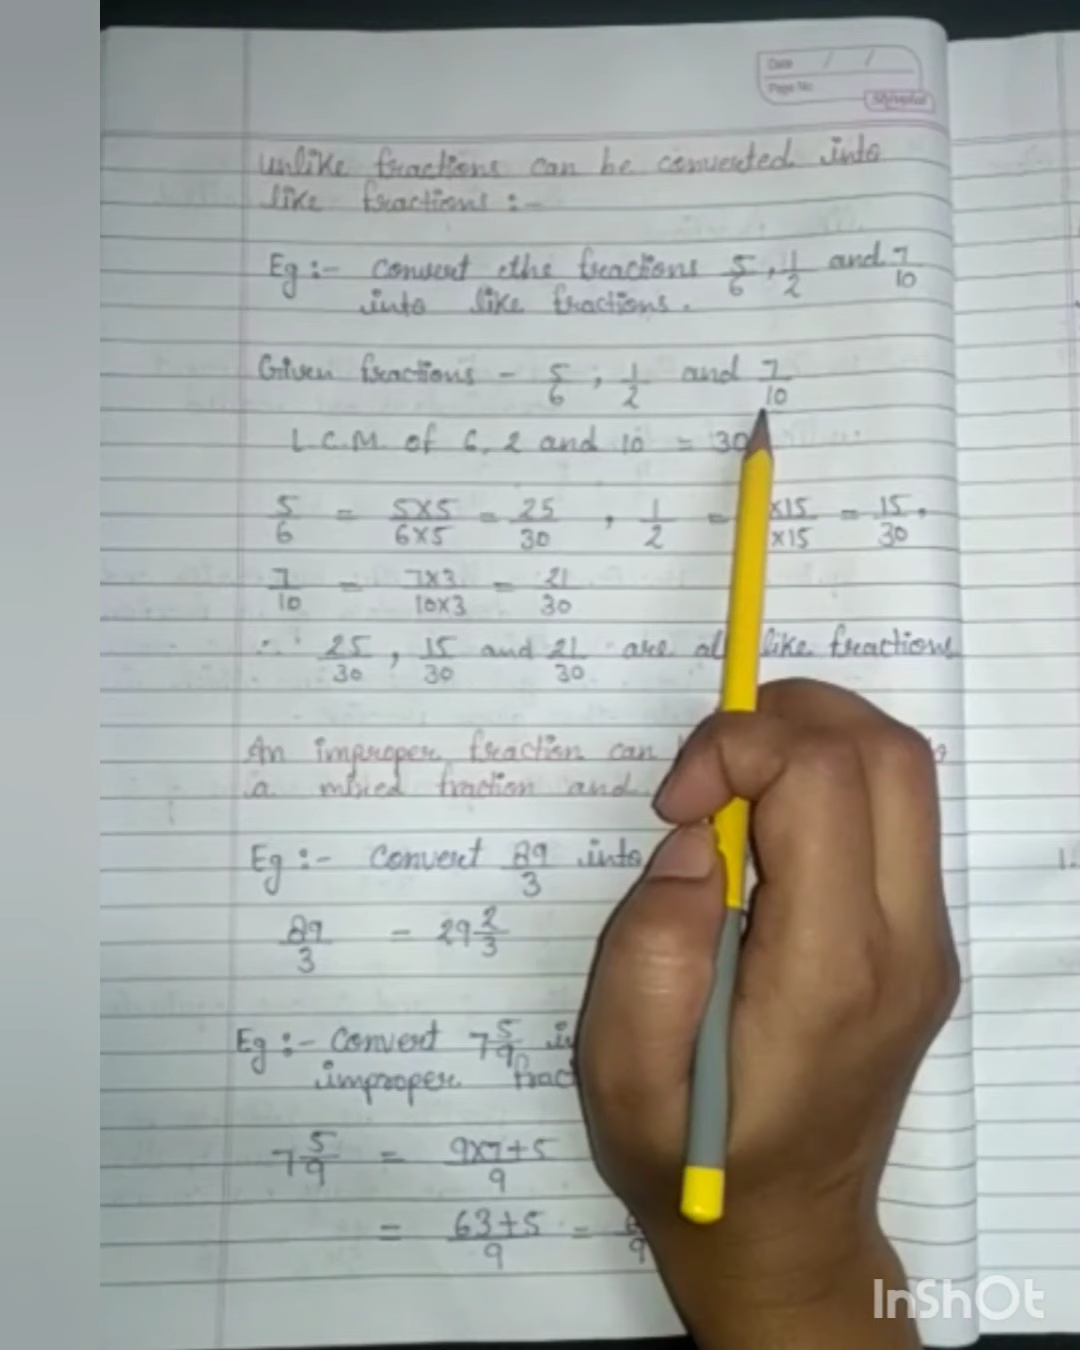 Date / /
Page No.
Shivalal
Unlike fractions can be converted into
like fractions :-
Eg :- Convert the fractions 5/6, 1/2 and 7/10
into like fractions.
Given fractions - 5/6, 1/2 and 7/10
L.C.M. of 6, 2 and 10 = 30
5/6 = 5×5/6×5 = 25/30 , 1/2 = ×15/×15 = 15/30 ,
7/10 = 7×3/10×3 = 21/30
∴ 25/30, 15/30 and 21/30 are all like fractions
An improper fraction can
a mixed fraction and
Eg :- Convert 89/3 into
89/3 = 29 2/3
Eg :- Convert 7 5/9
improper
7 5/9 = 9×7+5/9
= 63+5/9 =
1.
InShOt